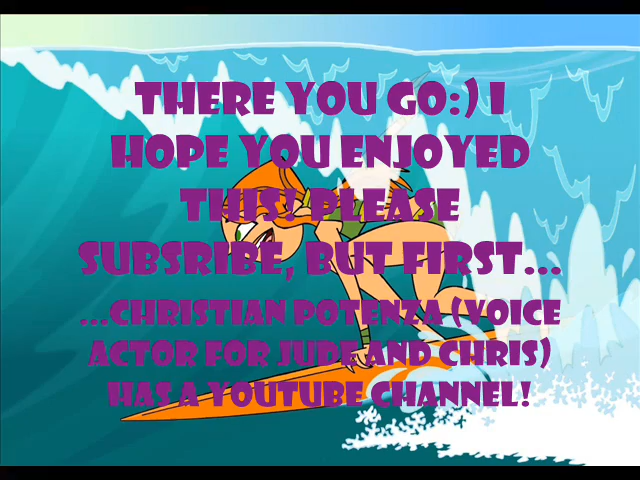 THERE YOU GO:) I
HOPE YOU ENJOYED
THIS! PLEASE
SUBSRIBE, BUT FIRST...
...CHRISTIAN POTENZA (VOICE
ACTOR FOR JUDE AND CHRIS)
HAS A YOUTUBE CHANNEL!